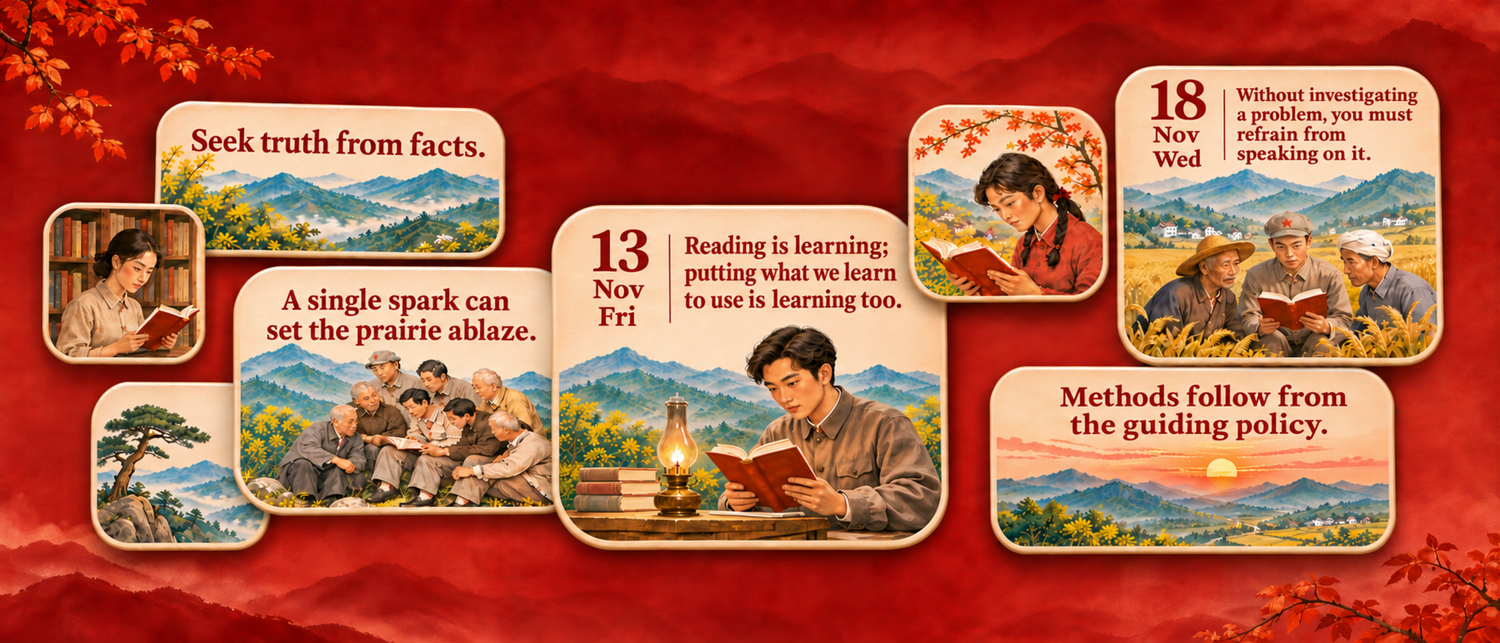 Seek truth from facts.
A single spark can
set the prairie ablaze.
13
Nov
Fri
Reading is learning;
putting what we learn
to use is learning too.
18
Nov
Wed
Without investigating
a problem, you must
refrain from
speaking on it.
Methods follow from
the guiding policy.